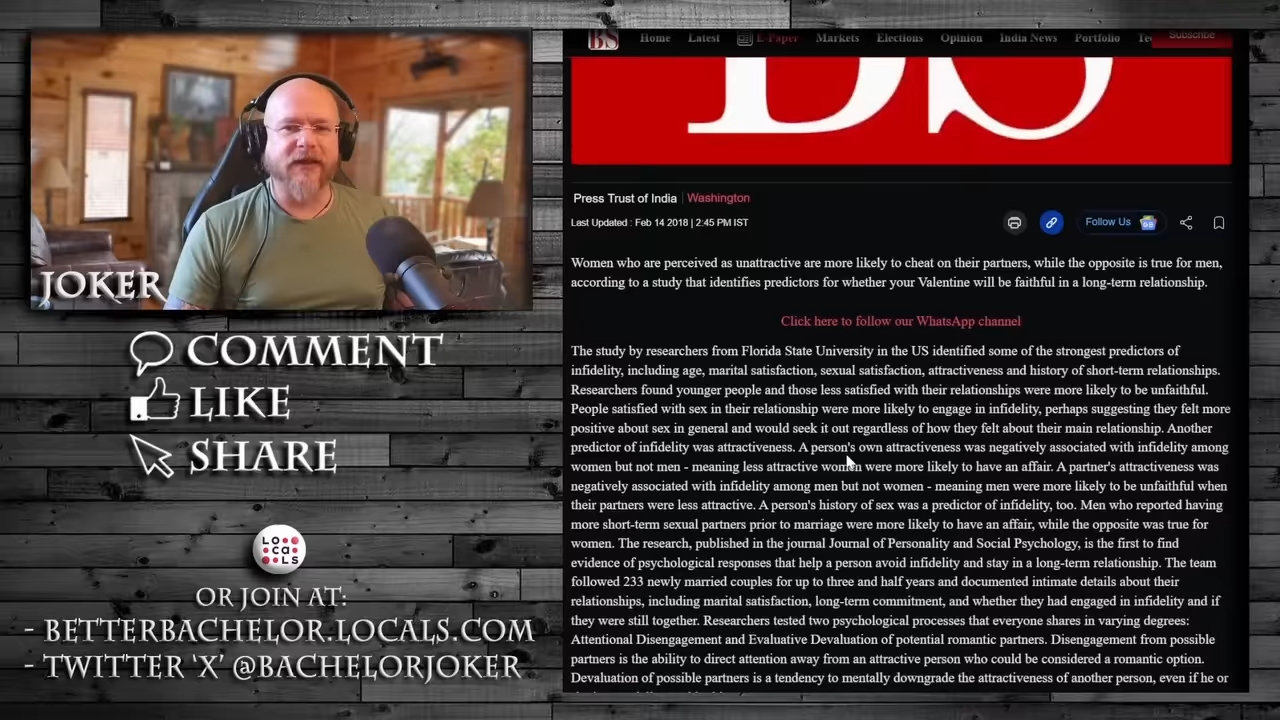 JOKER
COMMENT
LIKE
SHARE
LOCALS
OR JOIN AT:
- BETTERBACHELOR.LOCALS.COM
- TWITTER 'X' @BACHELORJOKER
BS
Home Latest E-Paper Markets Elections Opinion India News Portfolio Te Subscribe
BS
Press Trust of India | Washington
Last Updated : Feb 14 2018 | 2:45 PM IST
Follow Us
Women who are perceived as unattractive are more likely to cheat on their partners, while the opposite is true for men,
according to a study that identifies predictors for whether your Valentine will be faithful in a long-term relationship.
Click here to follow our WhatsApp channel
The study by researchers from Florida State University in the US identified some of the strongest predictors of
infidelity, including age, marital satisfaction, sexual satisfaction, attractiveness and history of short-term relationships.
Researchers found younger people and those less satisfied with their relationships were more likely to be unfaithful.
People satisfied with sex in their relationship were more likely to engage in infidelity, perhaps suggesting they felt more
positive about sex in general and would seek it out regardless of how they felt about their main relationship. Another
predictor of infidelity was attractiveness. A person's own attractiveness was negatively associated with infidelity among
women but not men - meaning less attractive women were more likely to have an affair. A partner's attractiveness was
negatively associated with infidelity among men but not women - meaning men were more likely to be unfaithful when
their partners were less attractive. A person's history of sex was a predictor of infidelity, too. Men who reported having
more short-term sexual partners prior to marriage were more likely to have an affair, while the opposite was true for
women. The research, published in the journal Journal of Personality and Social Psychology, is the first to find
evidence of psychological responses that help a person avoid infidelity and stay in a long-term relationship. The team
followed 233 newly married couples for up to three and half years and documented intimate details about their
relationships, including marital satisfaction, long-term commitment, and whether they had engaged in infidelity and if
they were still together. Researchers tested two psychological processes that everyone shares in varying degrees:
Attentional Disengagement and Evaluative Devaluation of potential romantic partners. Disengagement from possible
partners is the ability to direct attention away from an attractive person who could be considered a romantic option.
Devaluation of possible partners is a tendency to mentally downgrade the attractiveness of another person, even if he or